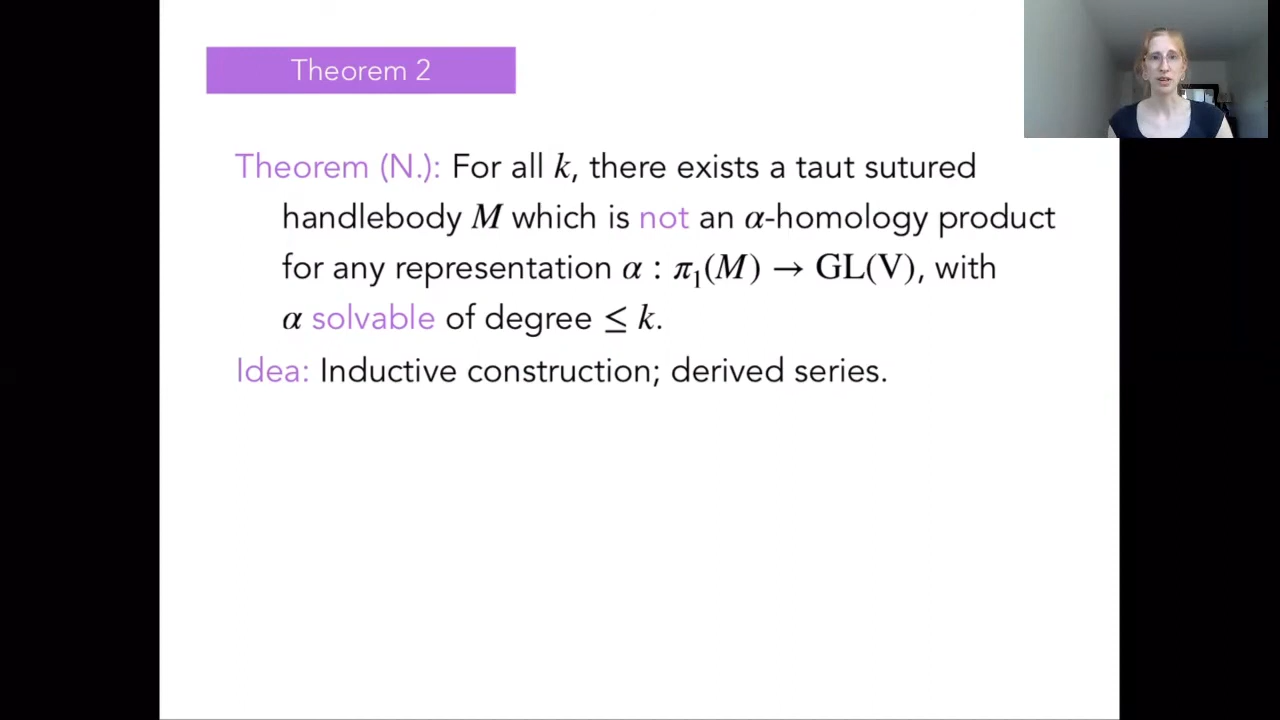 Theorem 2
Theorem (N.): For all k, there exists a taut sutured
handlebody M which is not an α-homology product
for any representation α : π₁(M) → GL(V), with
α solvable of degree ≤ k.
Idea: Inductive construction; derived series.